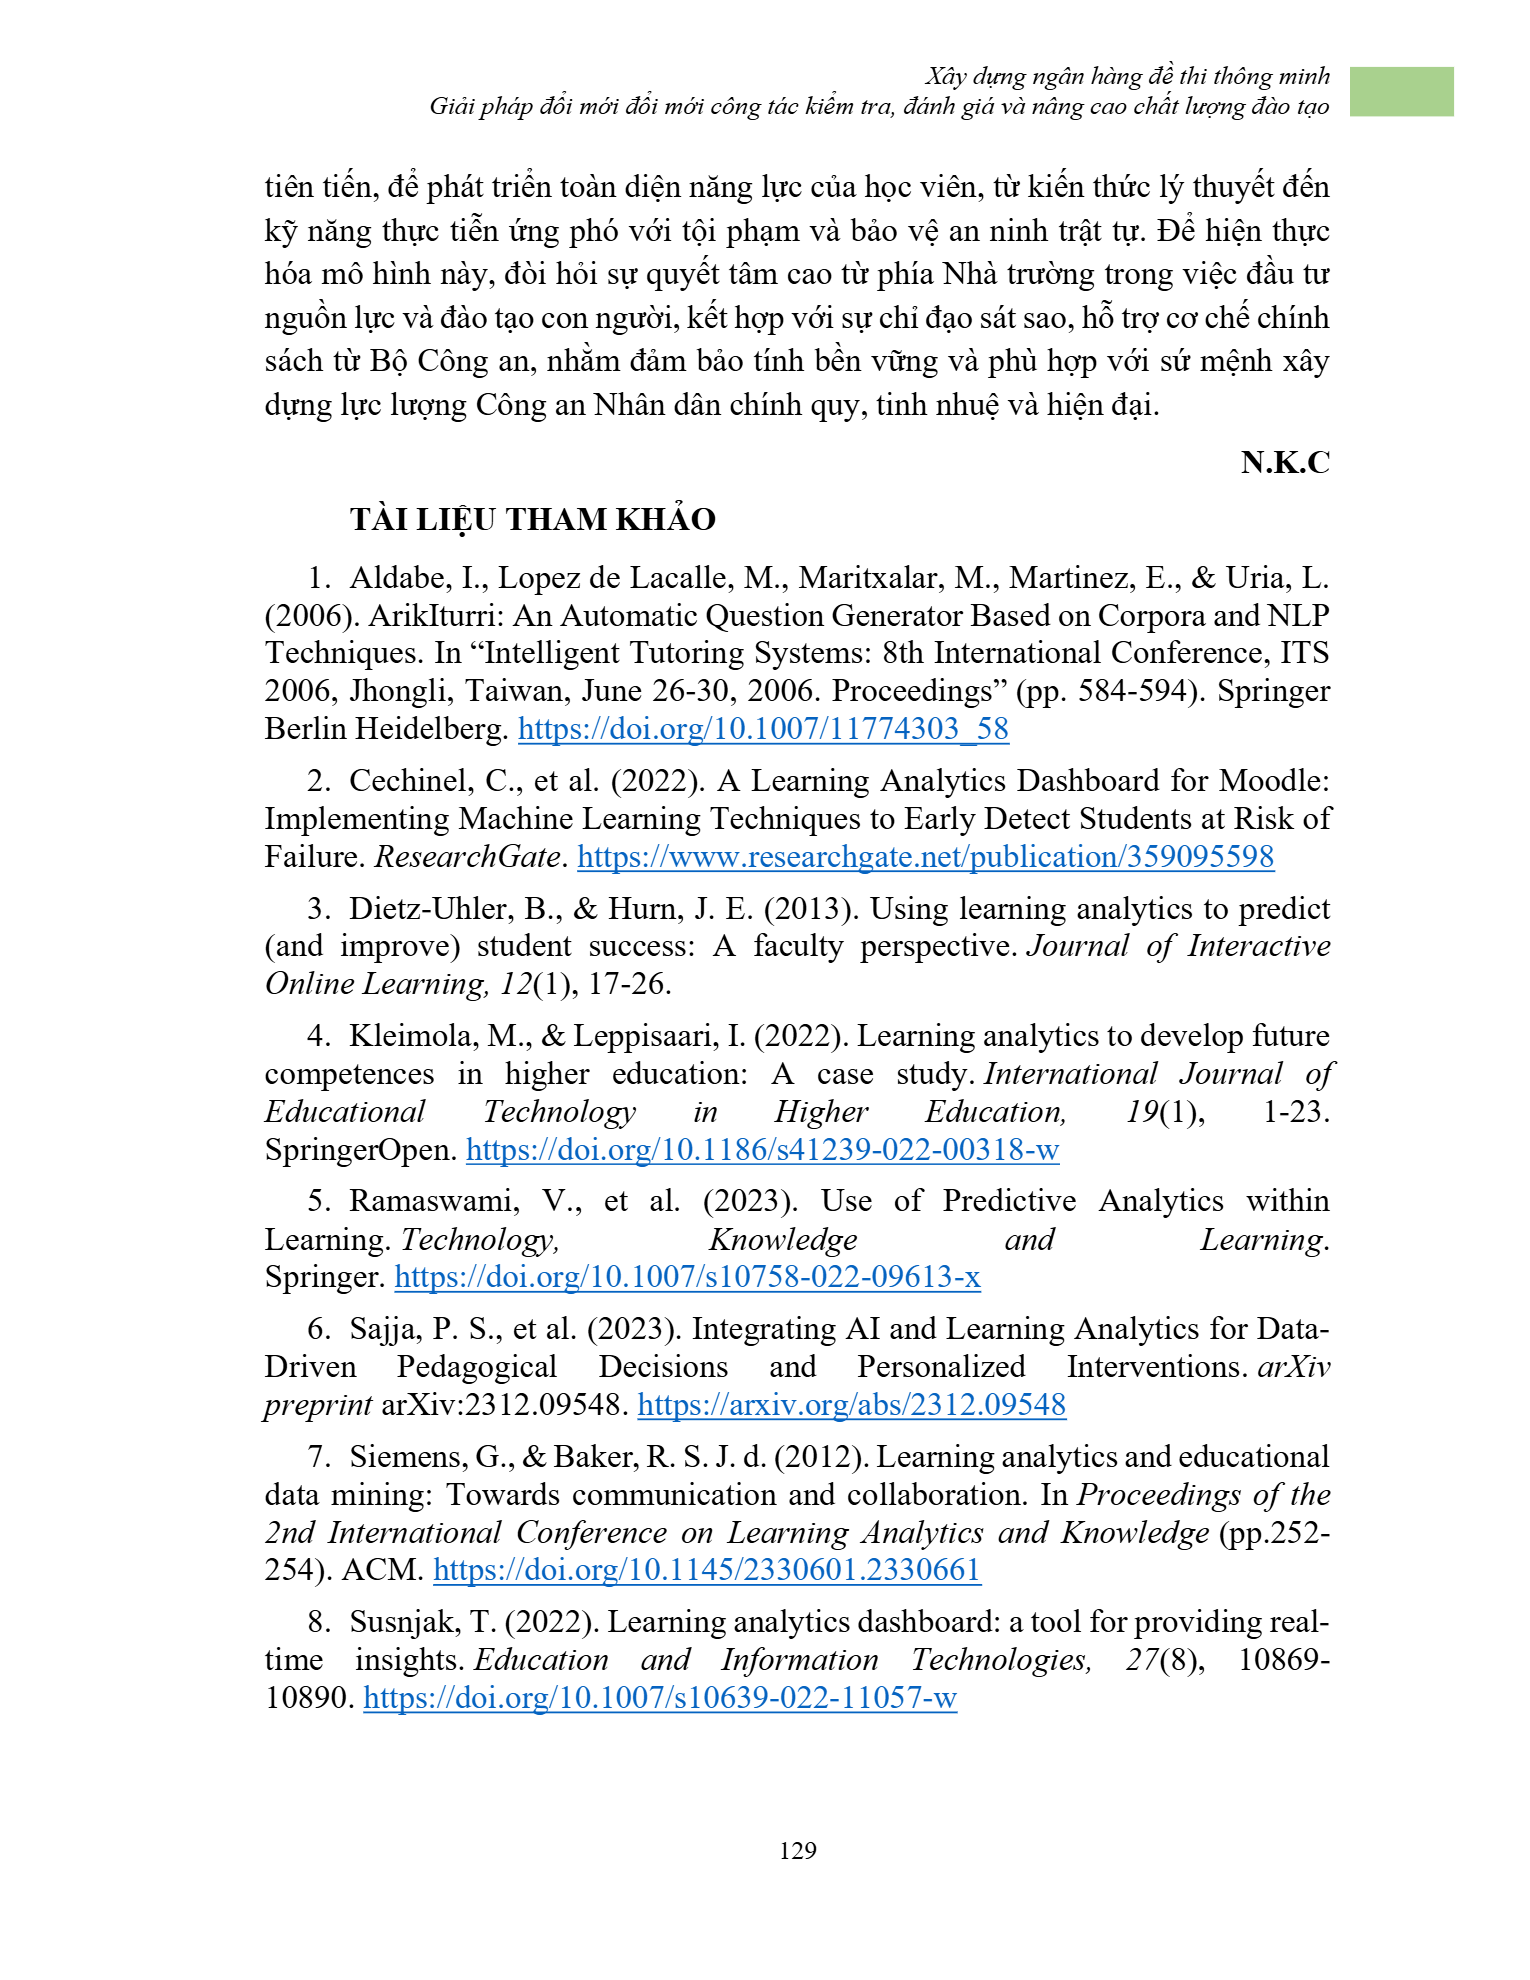 Xây dựng ngân hàng đề thi thông minh
Giải pháp đổi mới đổi mới công tác kiểm tra, đánh giá và nâng cao chất lượng đào tạo
tiên tiến, để phát triển toàn diện năng lực của học viên, từ kiến thức lý thuyết đến
kỹ năng thực tiễn ứng phó với tội phạm và bảo vệ an ninh trật tự. Để hiện thực
hóa mô hình này, đòi hỏi sự quyết tâm cao từ phía Nhà trường trong việc đầu tư
nguồn lực và đào tạo con người, kết hợp với sự chỉ đạo sát sao, hỗ trợ cơ chế chính
sách từ Bộ Công an, nhằm đảm bảo tính bền vững và phù hợp với sứ mệnh xây
dựng lực lượng Công an Nhân dân chính quy, tinh nhuệ và hiện đại.
N.K.C
TÀI LIỆU THAM KHẢO
1. Aldabe, I., Lopez de Lacalle, M., Maritxalar, M., Martinez, E., & Uria, L.
(2006). ArikIturri: An Automatic Question Generator Based on Corpora and NLP
Techniques. In “Intelligent Tutoring Systems: 8th International Conference, ITS
2006, Jhongli, Taiwan, June 26-30, 2006. Proceedings” (pp. 584-594). Springer
Berlin Heidelberg. https://doi.org/10.1007/11774303_58
2. Cechinel, C., et al. (2022). A Learning Analytics Dashboard for Moodle:
Implementing Machine Learning Techniques to Early Detect Students at Risk of
Failure. ResearchGate. https://www.researchgate.net/publication/359095598
3. Dietz-Uhler, B., & Hurn, J. E. (2013). Using learning analytics to predict
(and improve) student success: A faculty perspective. Journal of Interactive
Online Learning, 12(1), 17-26.
4. Kleimola, M., & Leppisaari, I. (2022). Learning analytics to develop future
competences in higher education: A case study. International Journal of
Educational Technology in Higher Education, 19(1), 1-23.
SpringerOpen. https://doi.org/10.1186/s41239-022-00318-w
5. Ramaswami, V., et al. (2023). Use of Predictive Analytics within
Learning. Technology, Knowledge and Learning.
Springer. https://doi.org/10.1007/s10758-022-09613-x
6. Sajja, P. S., et al. (2023). Integrating AI and Learning Analytics for Data-
Driven Pedagogical Decisions and Personalized Interventions. arXiv
preprint arXiv:2312.09548. https://arxiv.org/abs/2312.09548
7. Siemens, G., & Baker, R. S. J. d. (2012). Learning analytics and educational
data mining: Towards communication and collaboration. In Proceedings of the
2nd International Conference on Learning Analytics and Knowledge (pp.252-
254). ACM. https://doi.org/10.1145/2330601.2330661
8. Susnjak, T. (2022). Learning analytics dashboard: a tool for providing real-
time insights. Education and Information Technologies, 27(8), 10869-
10890. https://doi.org/10.1007/s10639-022-11057-w
129